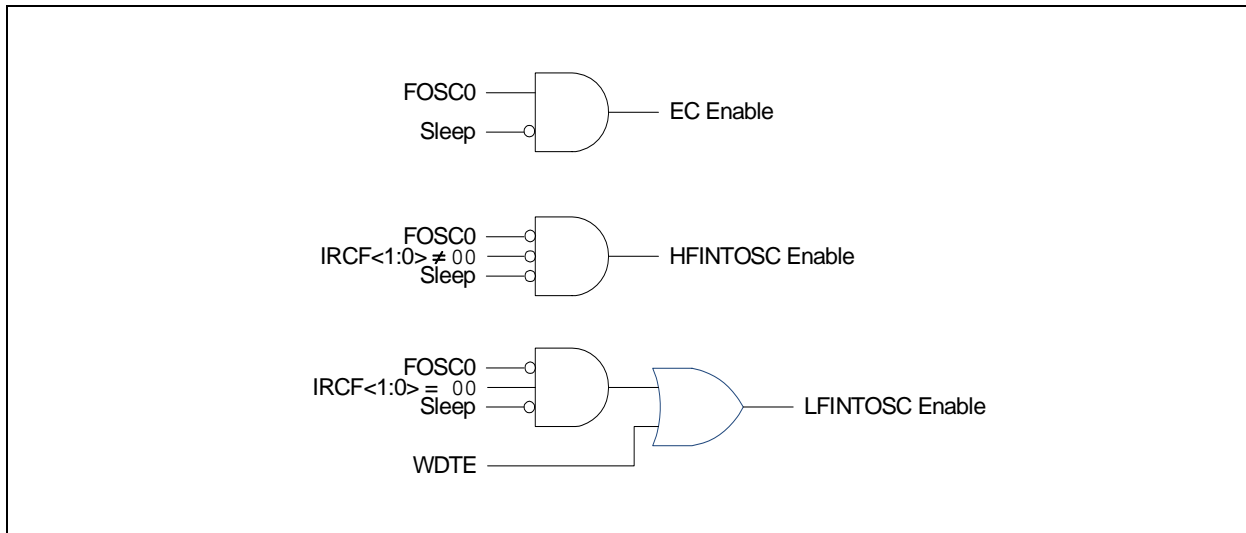 FOSC0
Sleep
EC Enable
FOSC0
IRCF<1:0> ≠ 00
Sleep
HFINTOSC Enable
FOSC0
IRCF<1:0> = 00
Sleep
LFINTOSC Enable
WDTE